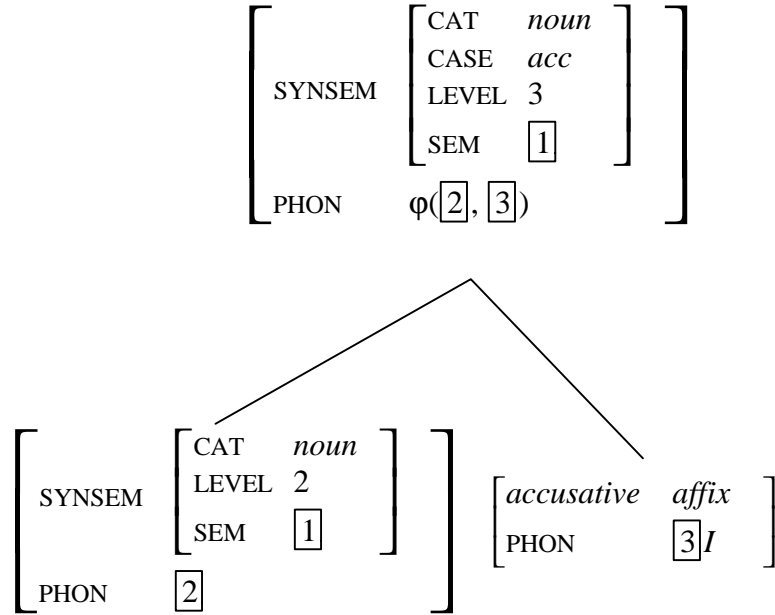 CAT noun
CASE acc
SYNSEM LEVEL 3
SEM 1
PHON φ(2, 3)
CAT noun
SYNSEM LEVEL 2
SEM 1
PHON 2
accusative affix
PHON 3 I